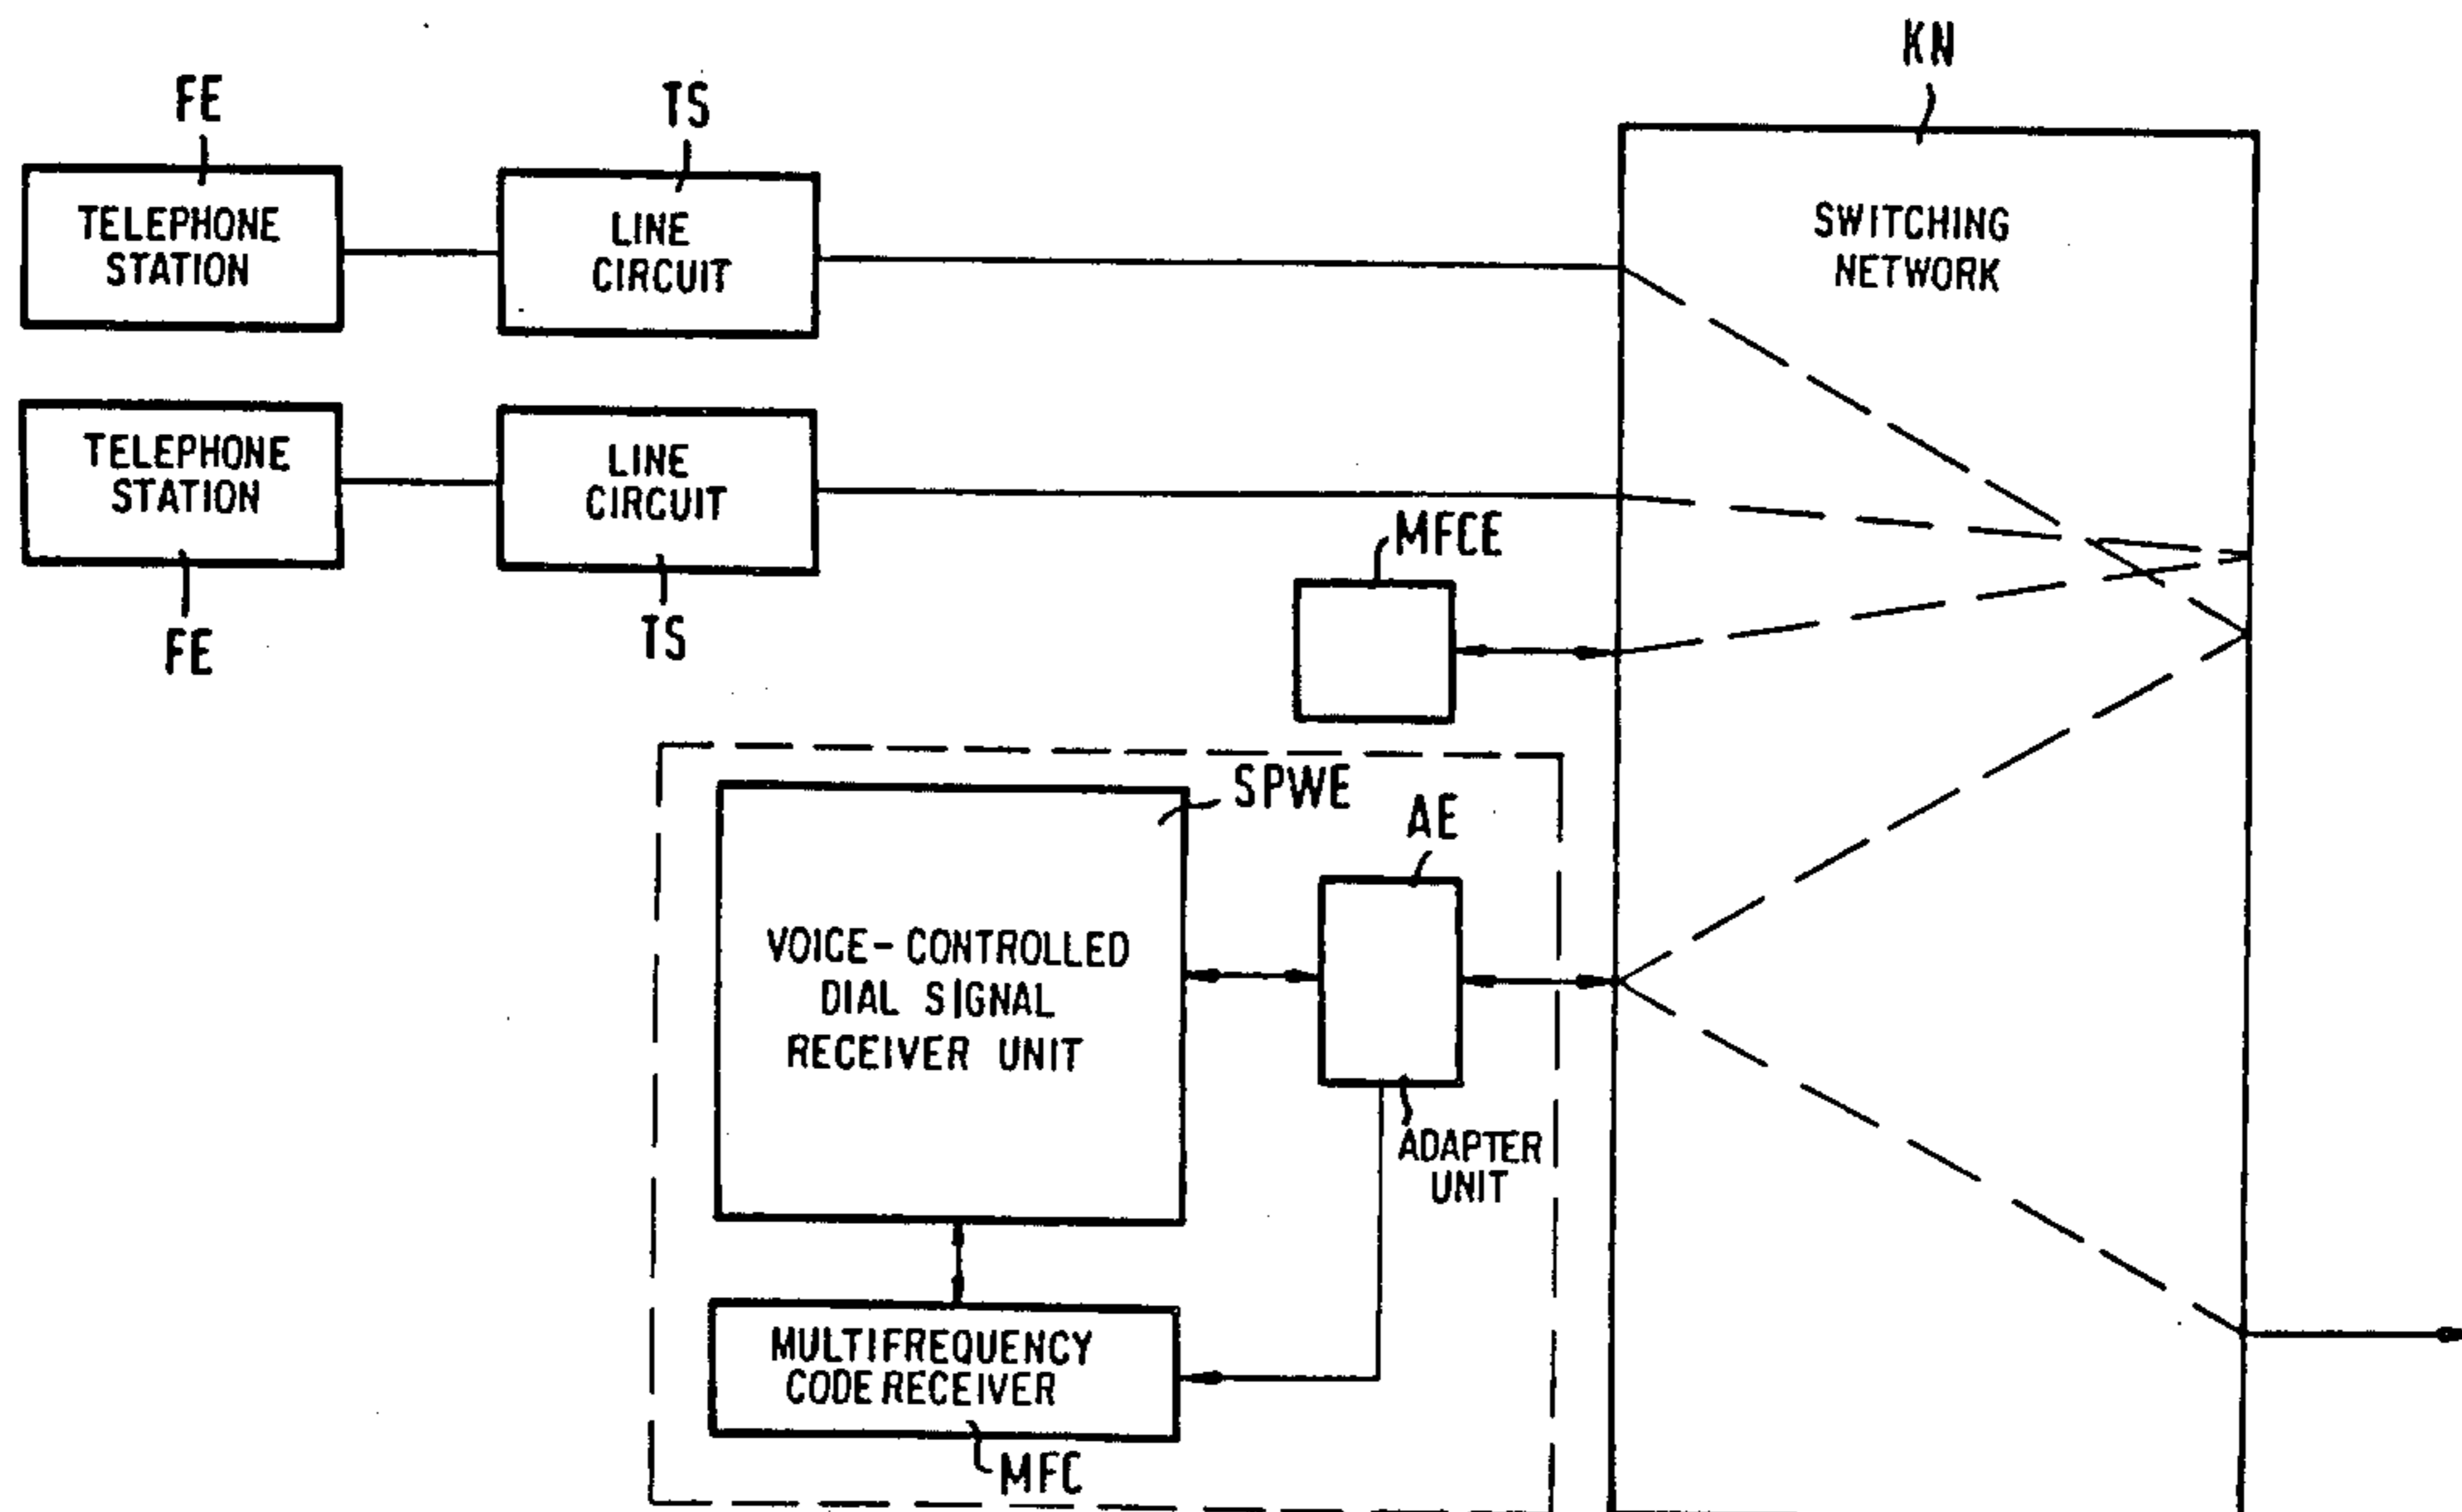 KN
FE
TS
TELEPHONE
STATION
LINE
CIRCUIT
SWITCHING
NETWORK
TELEPHONE
STATION
LINE
CIRCUIT
FE
TS
MFCE
SPWE
AE
VOICE-CONTROLLED
DIAL SIGNAL
RECEIVER UNIT
ADAPTER
UNIT
MULTIFREQUENCY
CODE RECEIVER
MFC